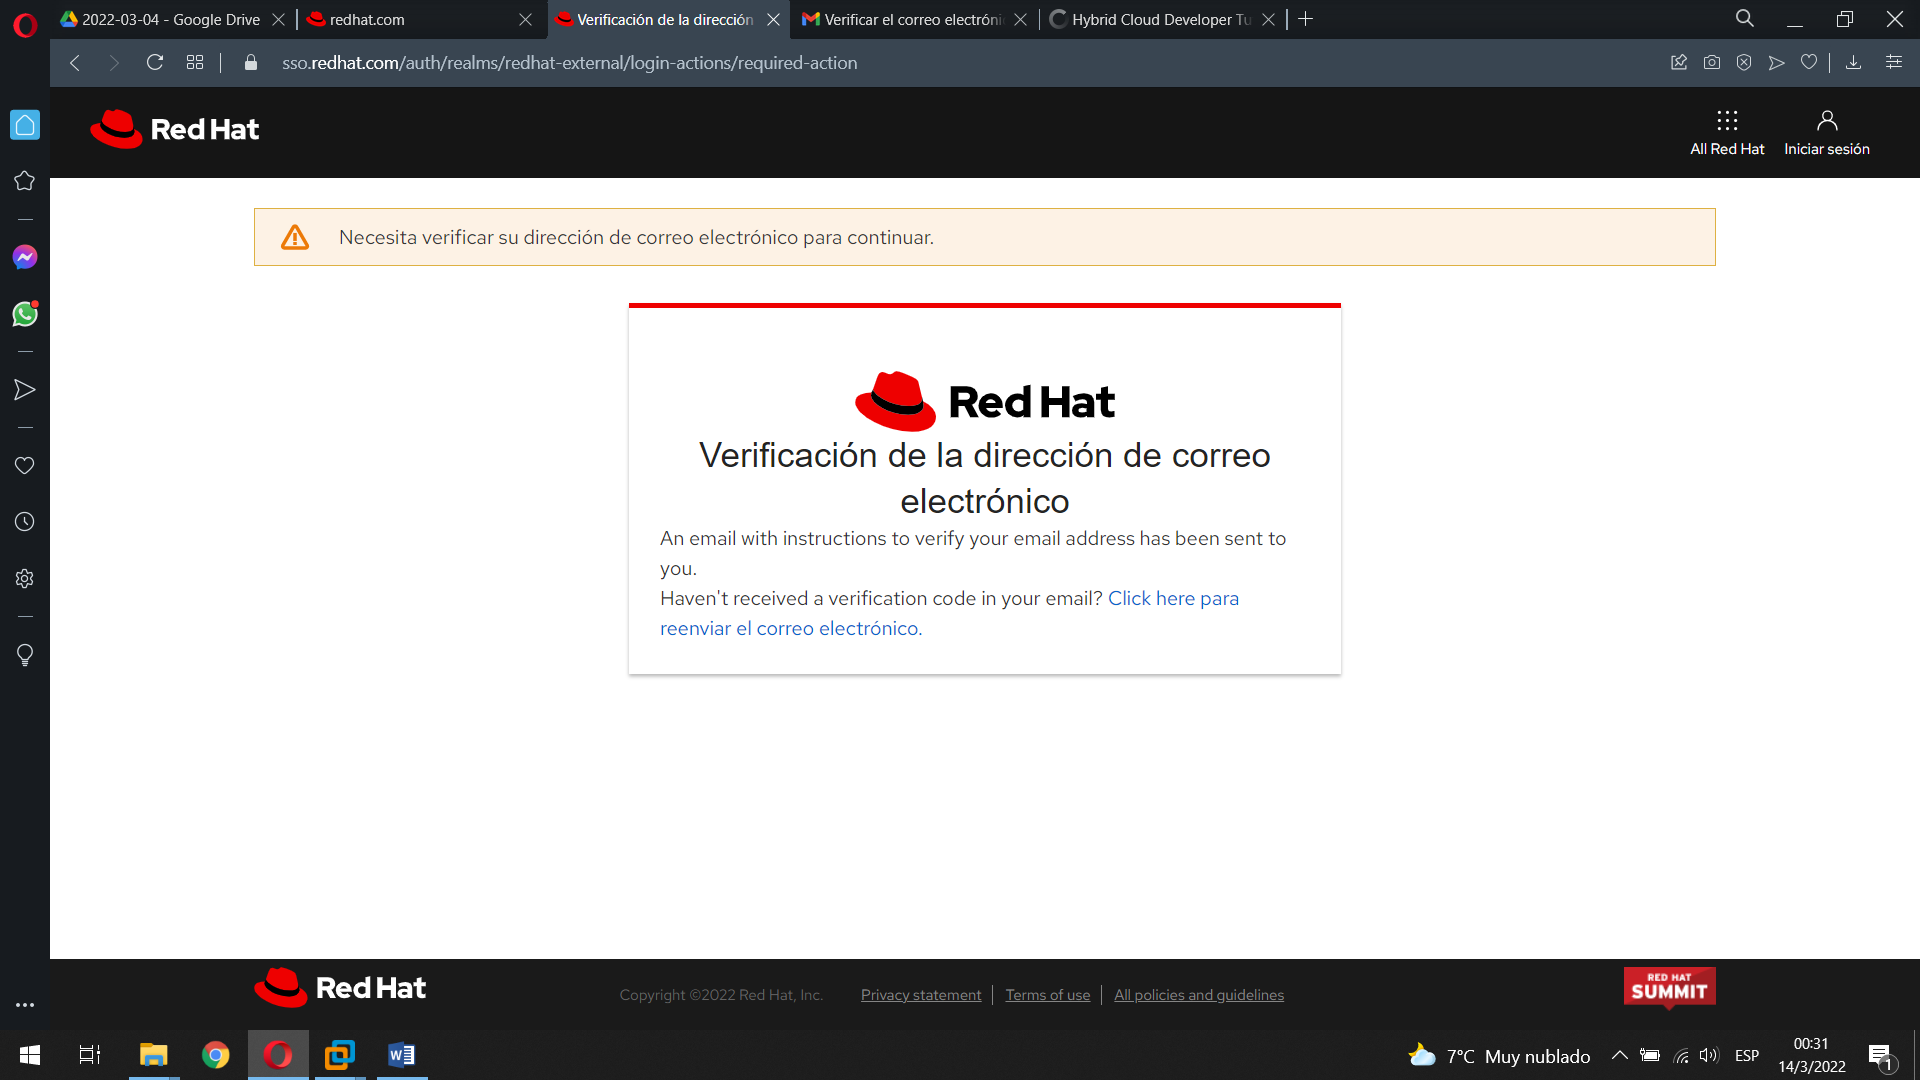 2022-03-04 - Google Drive
redhat.com
Verificación de la dirección
Verificar el correo electróni
Hybrid Cloud Developer Tu
sso.redhat.com/auth/realms/redhat-external/login-actions/required-action
Red Hat
All Red Hat
Iniciar sesión
Necesita verificar su dirección de correo electrónico para continuar.
Red Hat
Verificación de la dirección de correo
electrónico
An email with instructions to verify your email address has been sent to
you.
Haven't received a verification code in your email? Click here para
reenviar el correo electrónico.
Red Hat
Copyright ©2022 Red Hat, Inc.
Privacy statement
Terms of use
All policies and guidelines
RED HAT
SUMMIT
7°C Muy nublado
ESP
00:31
14/3/2022
1